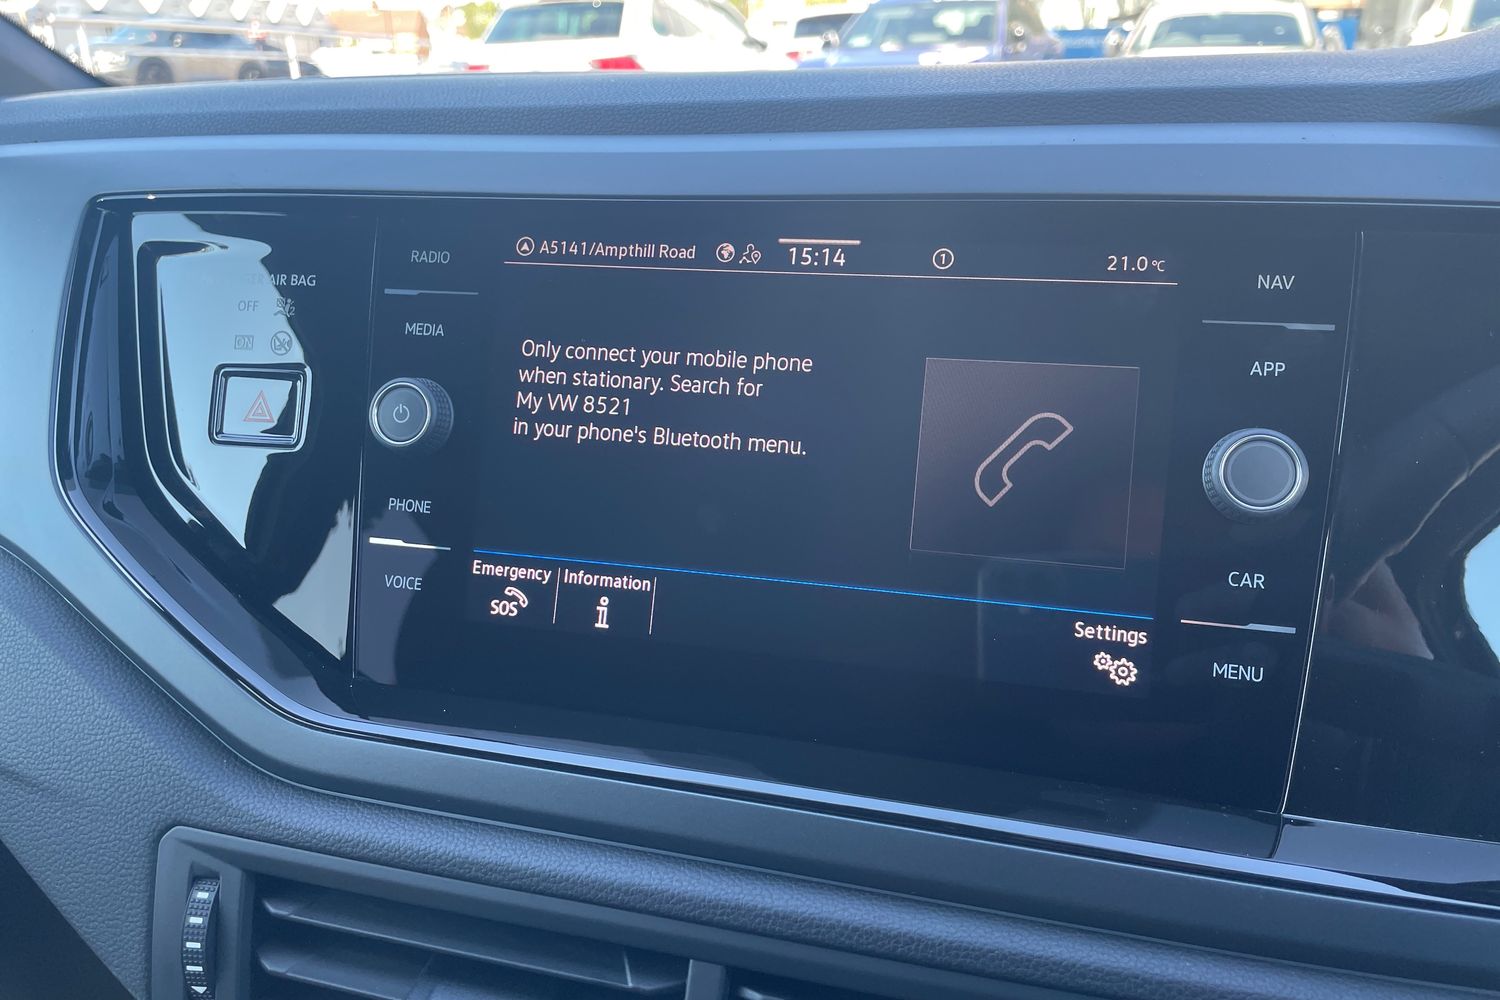 A5141/Ampthill Road
15:14
1
21.0 °C
AIR BAG
OFF
2
ON
RADIO
MEDIA
PHONE
VOICE
Only connect your mobile phone
when stationary. Search for
My VW 8521
in your phone's Bluetooth menu.
Emergency
SOS
Information
i
Settings
NAV
APP
CAR
MENU